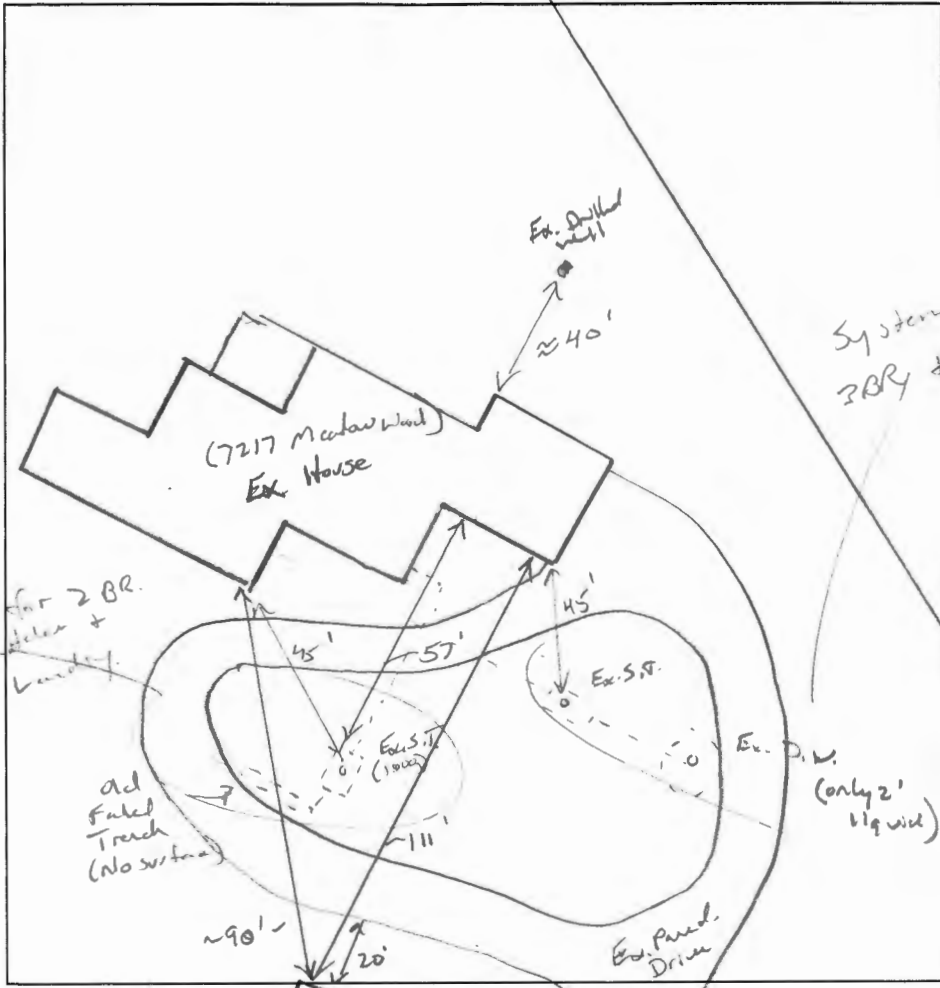 Ex. Drilled
well
≈40'
System
3BR, &
(7217 Meadow Wood)
Ex. House
for 2 BR.
45'
45'
57'
Ex. S.T.
Ex. S.T.
(1000)
Ex. D.W.
(only 2'
liquid)
Old
Failed
Trench
(No surface)
~111'
~90'~
20'
Ex. Paved
Drive